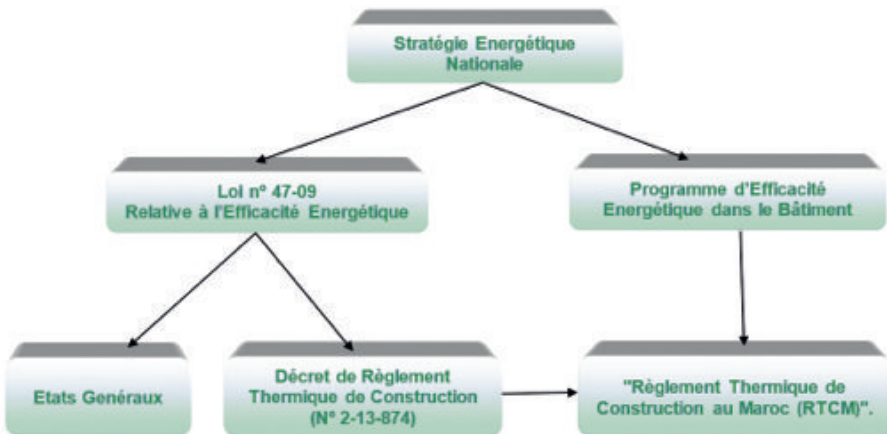 Stratégie Energétique
Nationale
Loi nº 47-09
Relative à l'Efficacité Energétique
Programme d'Efficacité
Energétique dans le Bâtiment
Etats Genéraux
Décret de Règlement
Thermique de Construction
(Nº 2-13-874)
"Règlement Thermique de
Construction au Maroc (RTCM)".